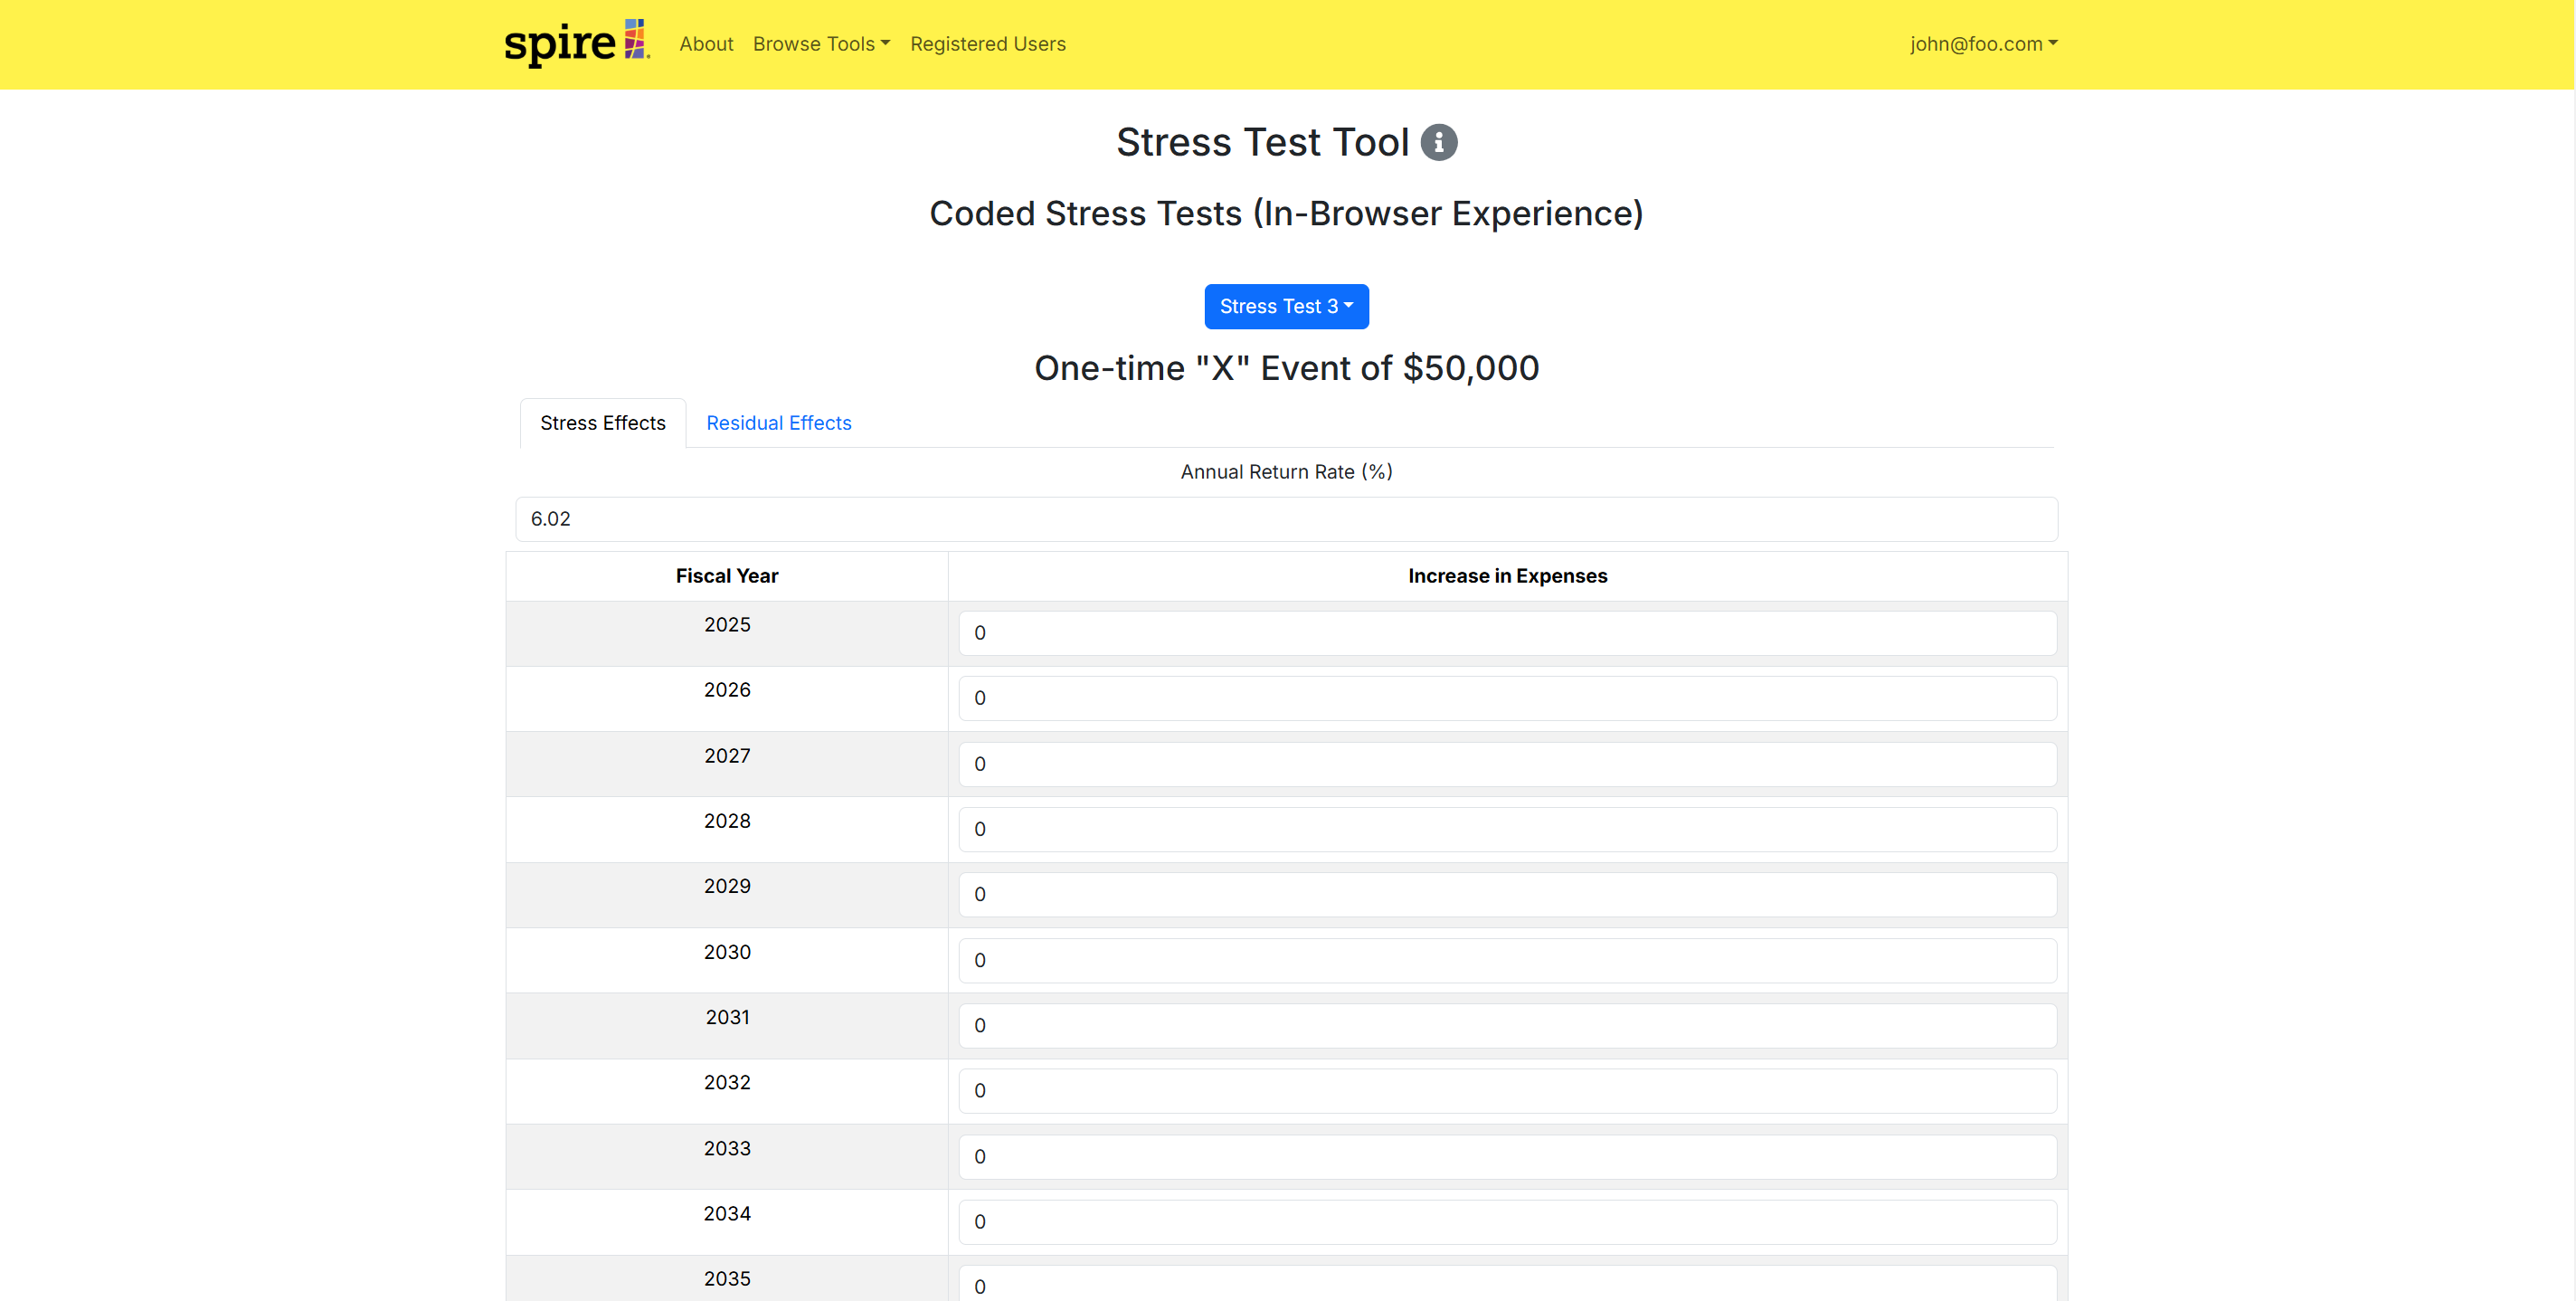 spire About Browse Tools Registered Users john@foo.com
Stress Test Tool
Coded Stress Tests (In-Browser Experience)
Stress Test 3
One-time "X" Event of $50,000
Stress Effects Residual Effects
Annual Return Rate (%)
6.02
Fiscal Year Increase in Expenses
2025 0
2026 0
2027 0
2028 0
2029 0
2030 0
2031 0
2032 0
2033 0
2034 0
2035 0